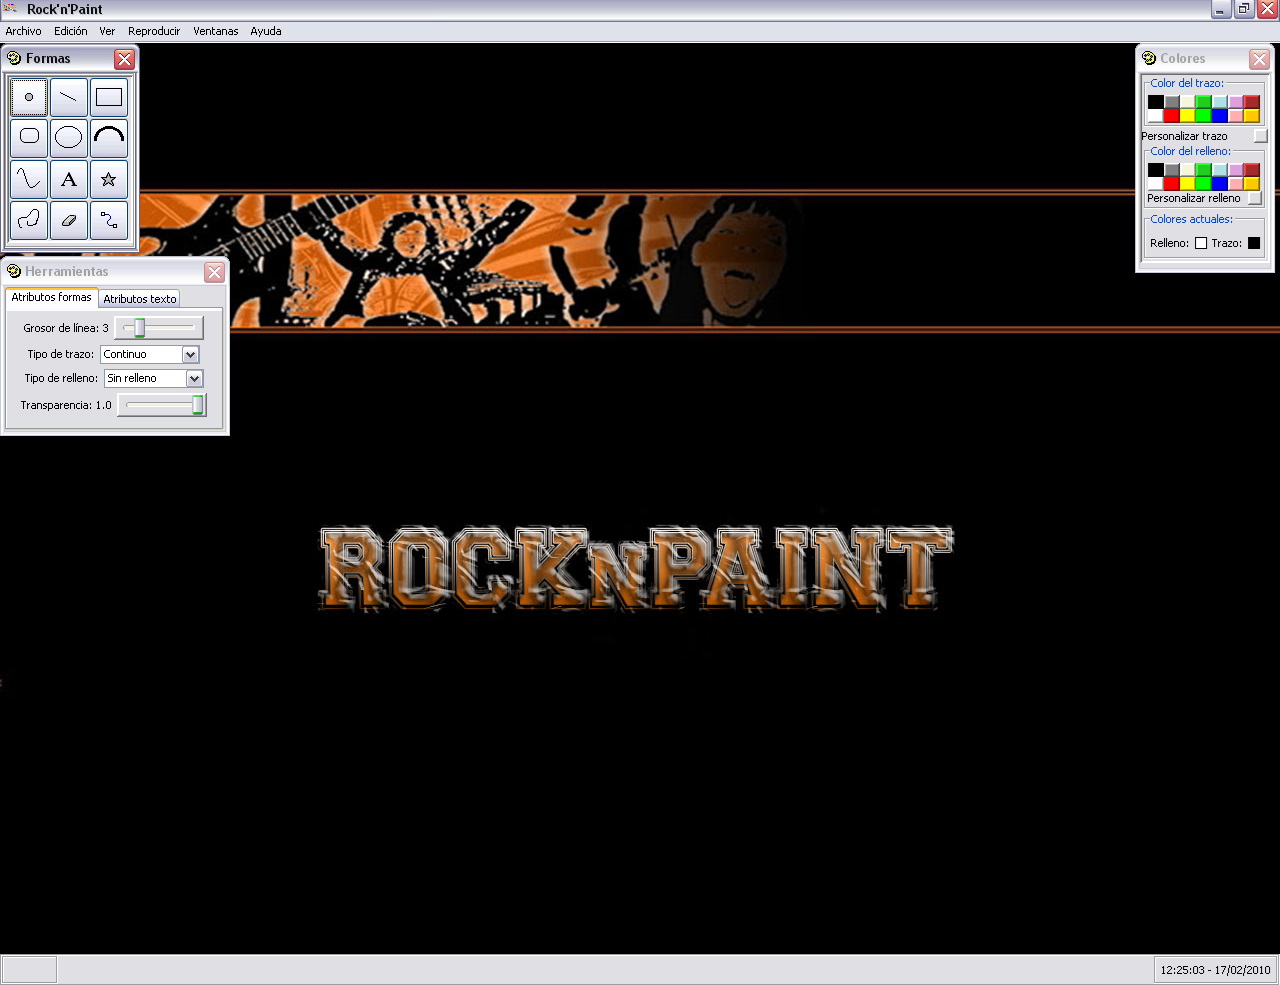 Rock'n'Paint
Archivo Edición Ver Reproducir Ventanas Ayuda
Formas
A
Herramientas
Atributos formas Atributos texto
Grosor de línea: 3
Tipo de trazo: Continuo
Tipo de relleno: Sin relleno
Transparencia: 1.0
Colores
Color del trazo:
Personalizar trazo
Color del relleno:
Personalizar relleno
Colores actuales:
Relleno: Trazo:
ROCKNPAINT
12:25:03 - 17/02/2010